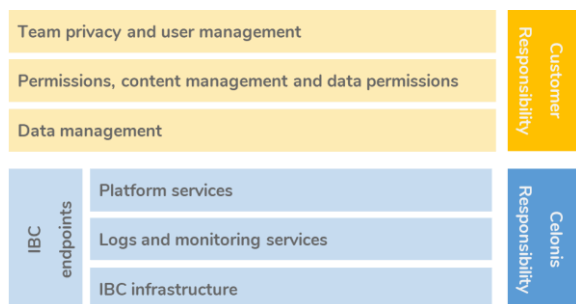 Team privacy and user management
Permissions, content management and data permissions
Data management
Customer
Responsibility
IBC
endpoints
Platform services
Logs and monitoring services
IBC infrastructure
Celonis
Responsibility